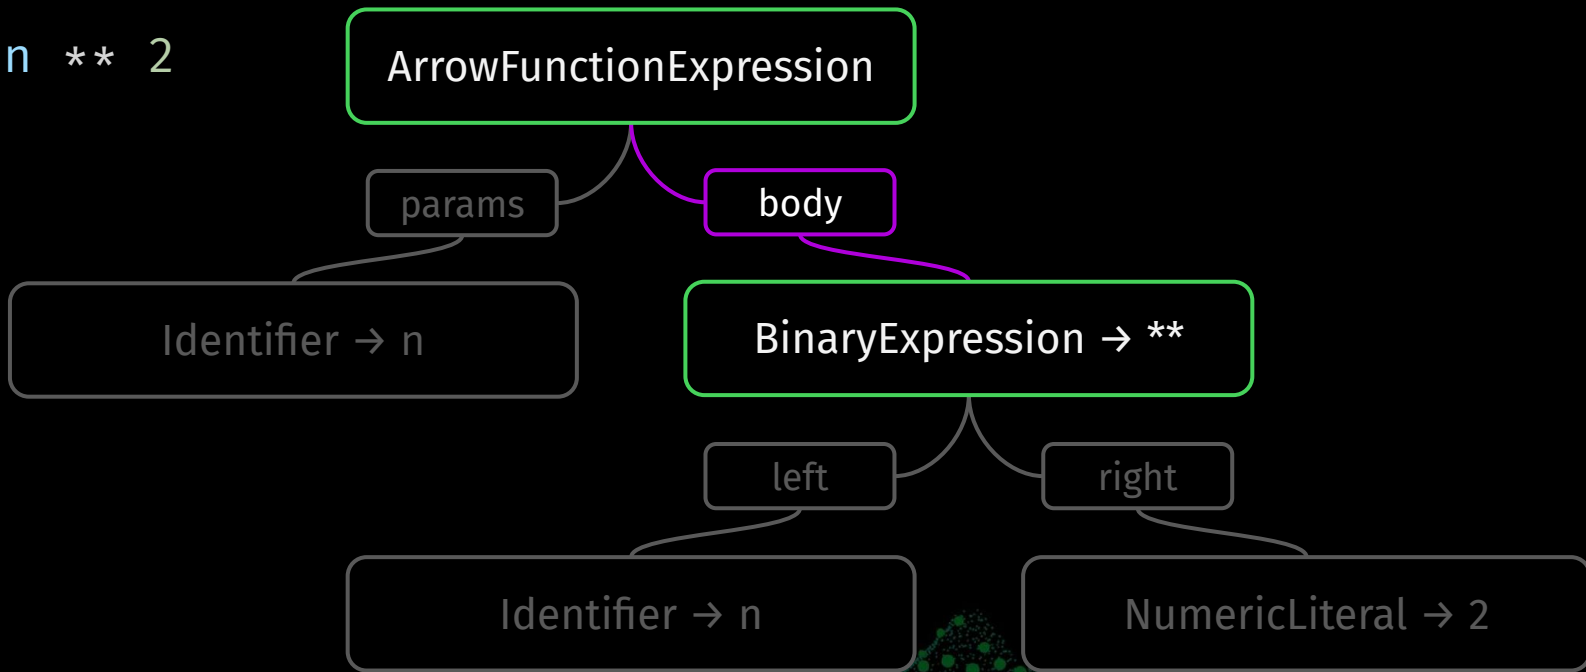 n ** 2
ArrowFunctionExpression
params
body
Identifier → n
BinaryExpression → **
left
right
Identifier → n
NumericLiteral → 2